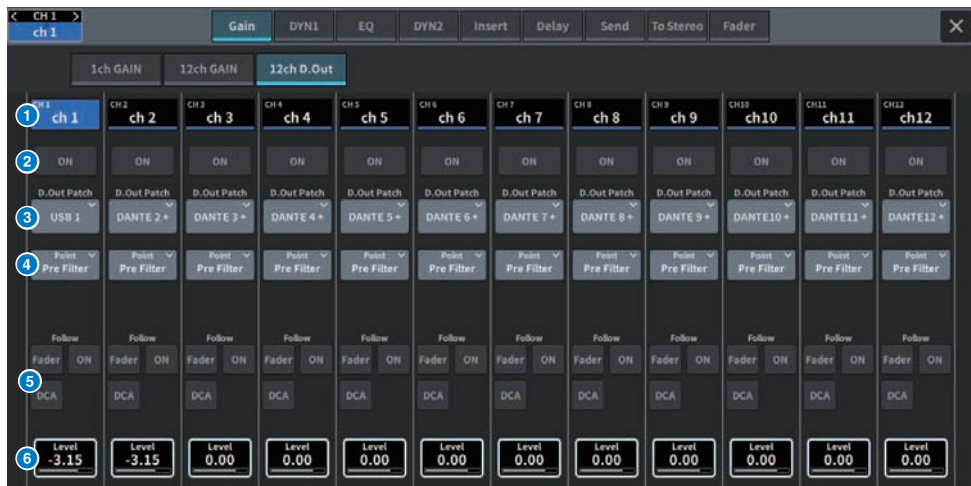 < CH 1 >
ch 1
Gain DYN1 EQ DYN2 Insert Delay Send To Stereo Fader ×
1ch GAIN 12ch GAIN 12ch D.Out
1
CH 1 CH 2 CH 3 CH 4 CH 5 CH 6 CH 7 CH 8 CH 9 CH10 CH11 CH12
ch 1 ch 2 ch 3 ch 4 ch 5 ch 6 ch 7 ch 8 ch 9 ch10 ch11 ch12
2 ON ON ON ON ON ON ON ON ON ON ON ON
D.Out Patch D.Out Patch D.Out Patch D.Out Patch D.Out Patch D.Out Patch D.Out Patch D.Out Patch D.Out Patch D.Out Patch D.Out Patch D.Out Patch
3 USB 1 DANTE 2+ DANTE 3+ DANTE 4+ DANTE 5+ DANTE 6+ DANTE 7+ DANTE 8+ DANTE 9+ DANTE10+ DANTE11+ DANTE12+
Point Point Point Point Point Point Point Point Point Point Point Point
4 Pre Filter Pre Filter Pre Filter Pre Filter Pre Filter Pre Filter Pre Filter Pre Filter Pre Filter Pre Filter Pre Filter Pre Filter
Follow Follow Follow Follow Follow Follow Follow Follow Follow Follow Follow Follow
Fader ON Fader ON Fader ON Fader ON Fader ON Fader ON Fader ON Fader ON Fader ON Fader ON Fader ON Fader ON
5
DCA DCA DCA DCA DCA DCA DCA DCA DCA DCA DCA DCA
Level Level Level Level Level Level Level Level Level Level Level Level
6 -3.15 -3.15 0.00 0.00 0.00 0.00 0.00 0.00 0.00 0.00 0.00 0.00